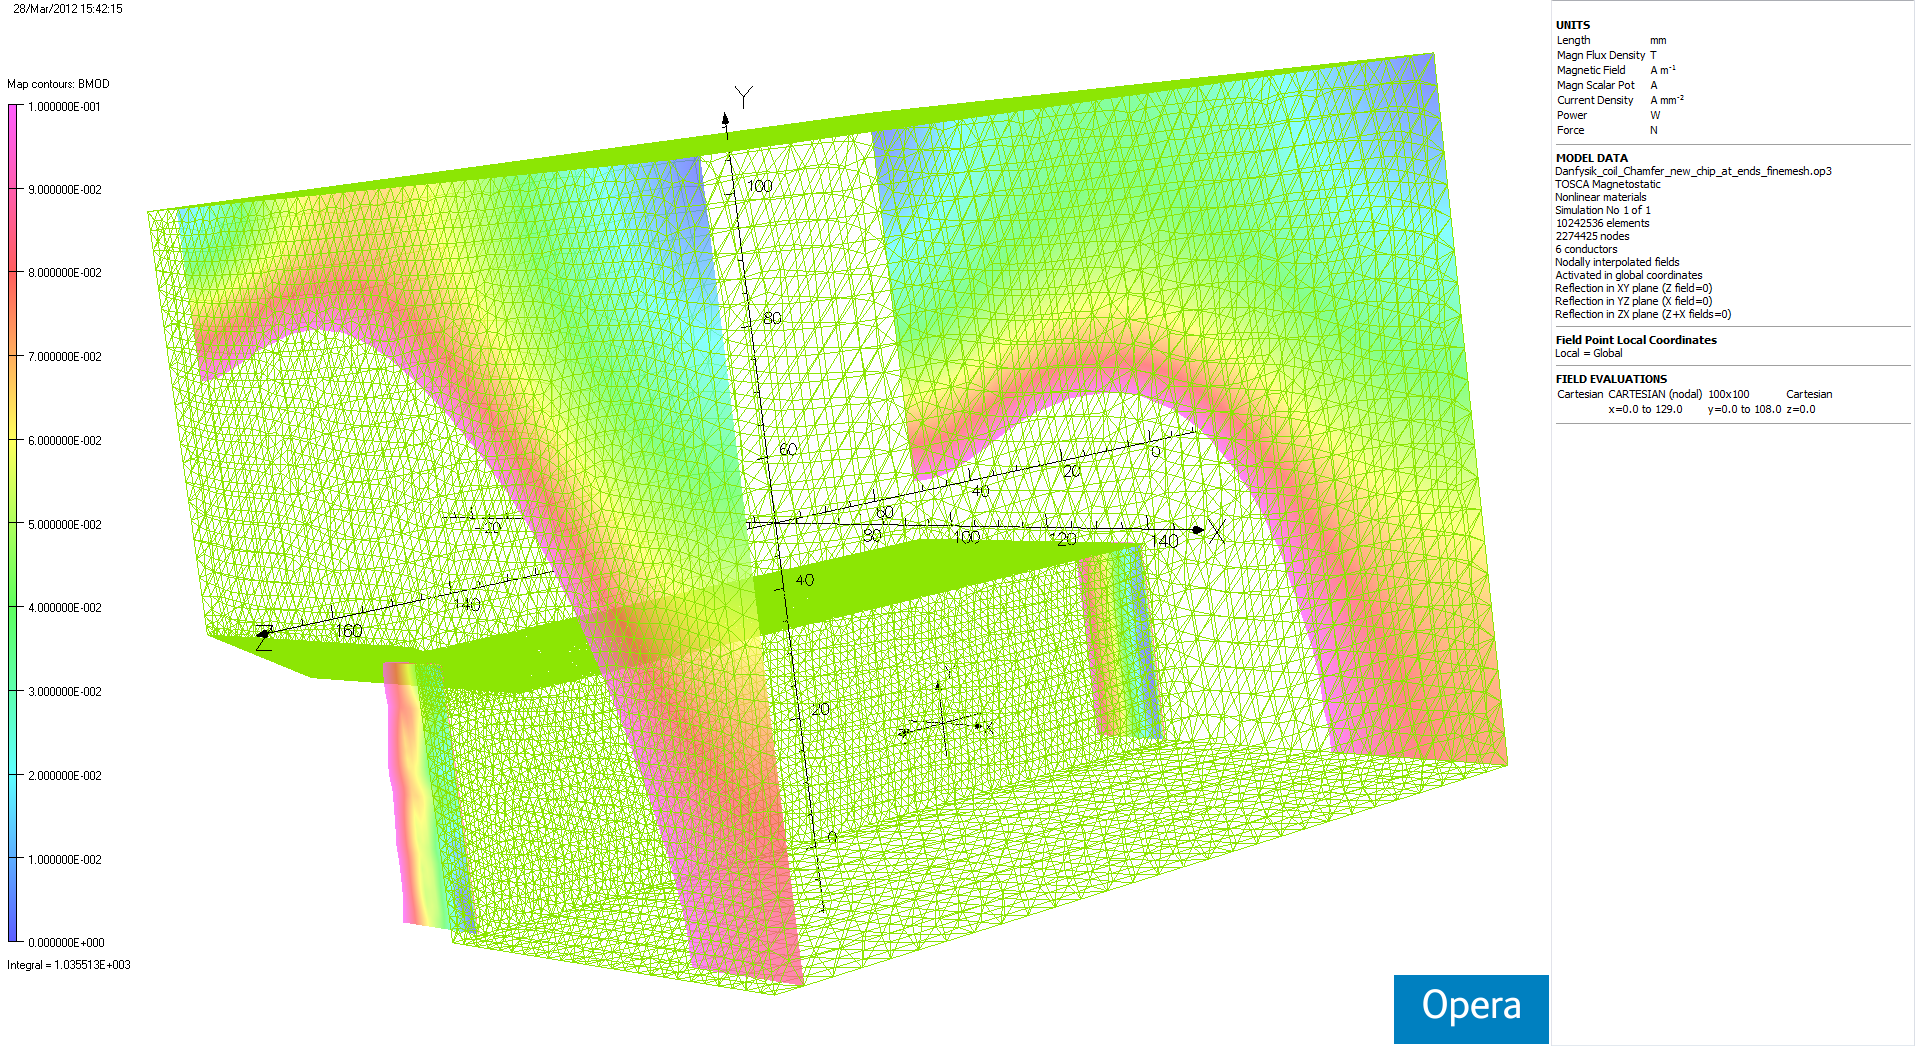 28/Mar/2012 15:42:15
Map contours: BMOD
1.000000E-001
9.000000E-002
8.000000E-002
7.000000E-002
6.000000E-002
5.000000E-002
4.000000E-002
3.000000E-002
2.000000E-002
1.000000E-002
0.000000E+000
Integral = 1.035513E+003
Y
100
80
60
40
20
0
X
0
20
40
60
80
100
120
140
-20
140
160
Z
X
Opera
UNITS
Length mm
Magn Flux Density T
Magnetic Field A m-1
Magn Scalar Pot A
Current Density A mm-2
Power W
Force N
MODEL DATA
Danfysik_coil_Chamfer_new_chip_at_ends_finemesh.op3
TOSCA Magnetostatic
Nonlinear materials
Simulation No 1 of 1
10242536 elements
2274425 nodes
6 conductors
Nodally interpolated fields
Activated in global coordinates
Reflection in XY plane (Z field=0)
Reflection in YZ plane (X field=0)
Reflection in ZX plane (Z+X fields=0)
Field Point Local Coordinates
Local = Global
FIELD EVALUATIONS
Cartesian CARTESIAN (nodal) 100x100 Cartesian
x=0.0 to 129.0 y=0.0 to 108.0 z=0.0